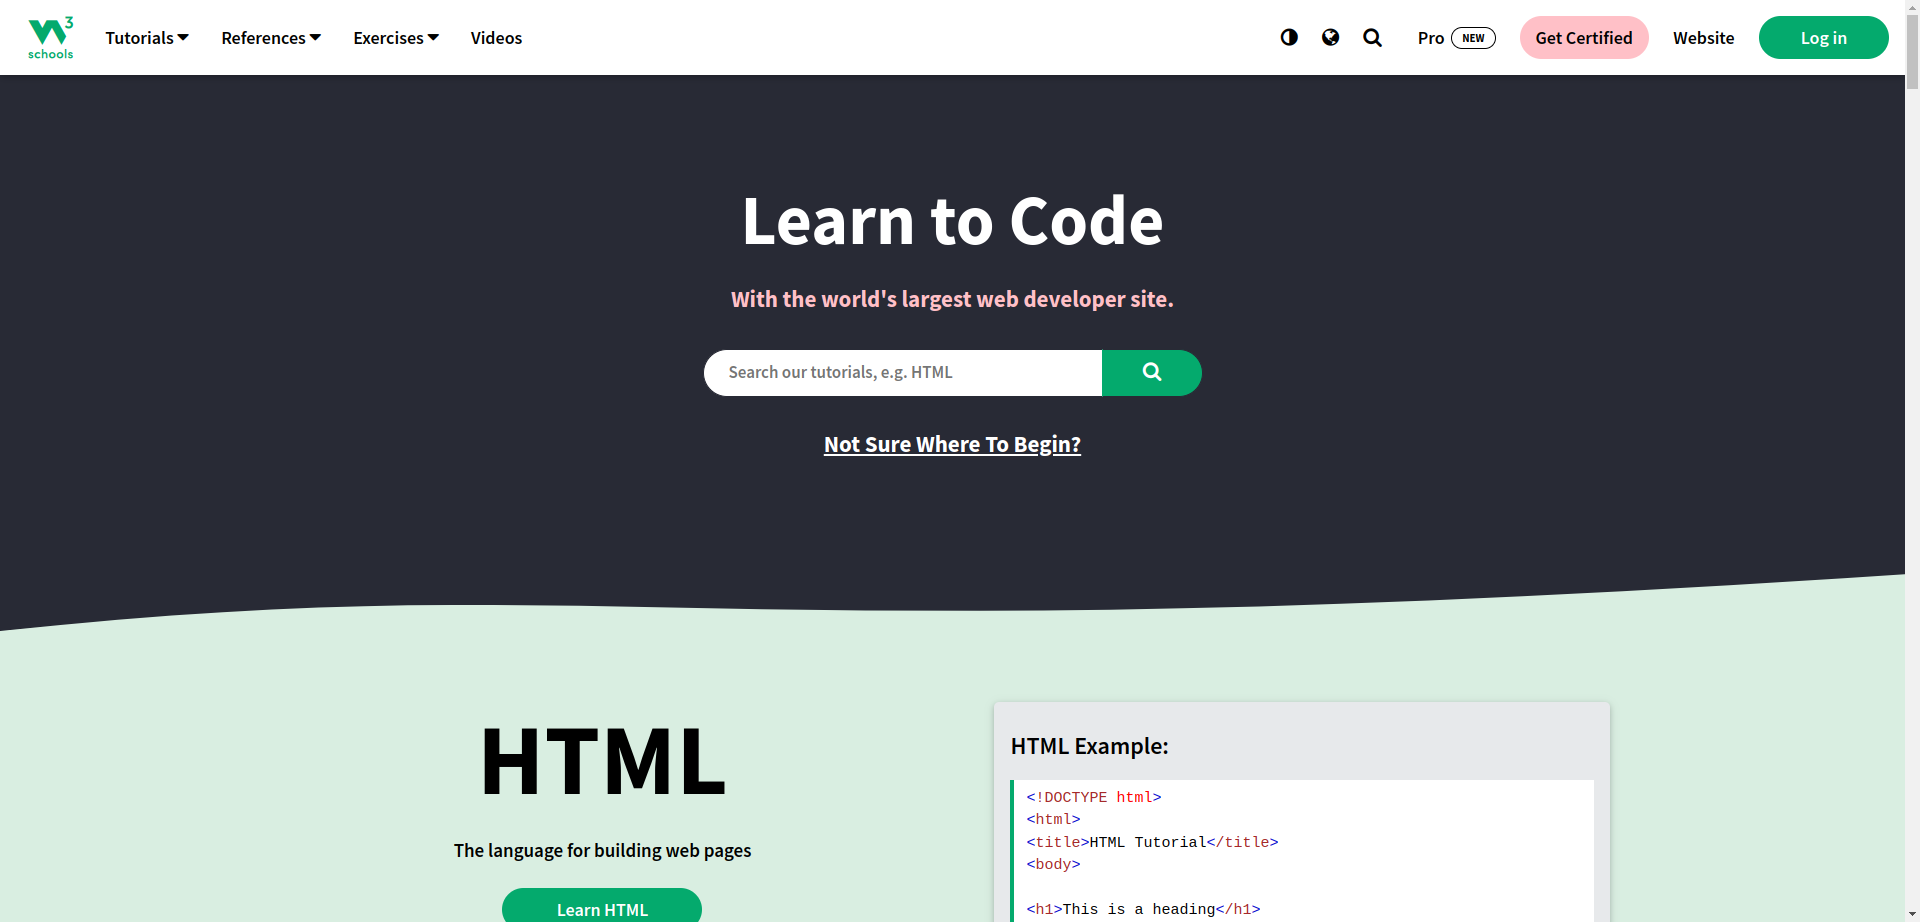 3
schools
Tutorials
References
Exercises
Videos
Pro NEW
Get Certified
Website
Log in
Learn to Code
With the world's largest web developer site.
Search our tutorials, e.g. HTML
Not Sure Where To Begin?
HTML
The language for building web pages
Learn HTML
HTML Example:
<!DOCTYPE html>
<html>
<title>HTML Tutorial</title>
<body>
<h1>This is a heading</h1>